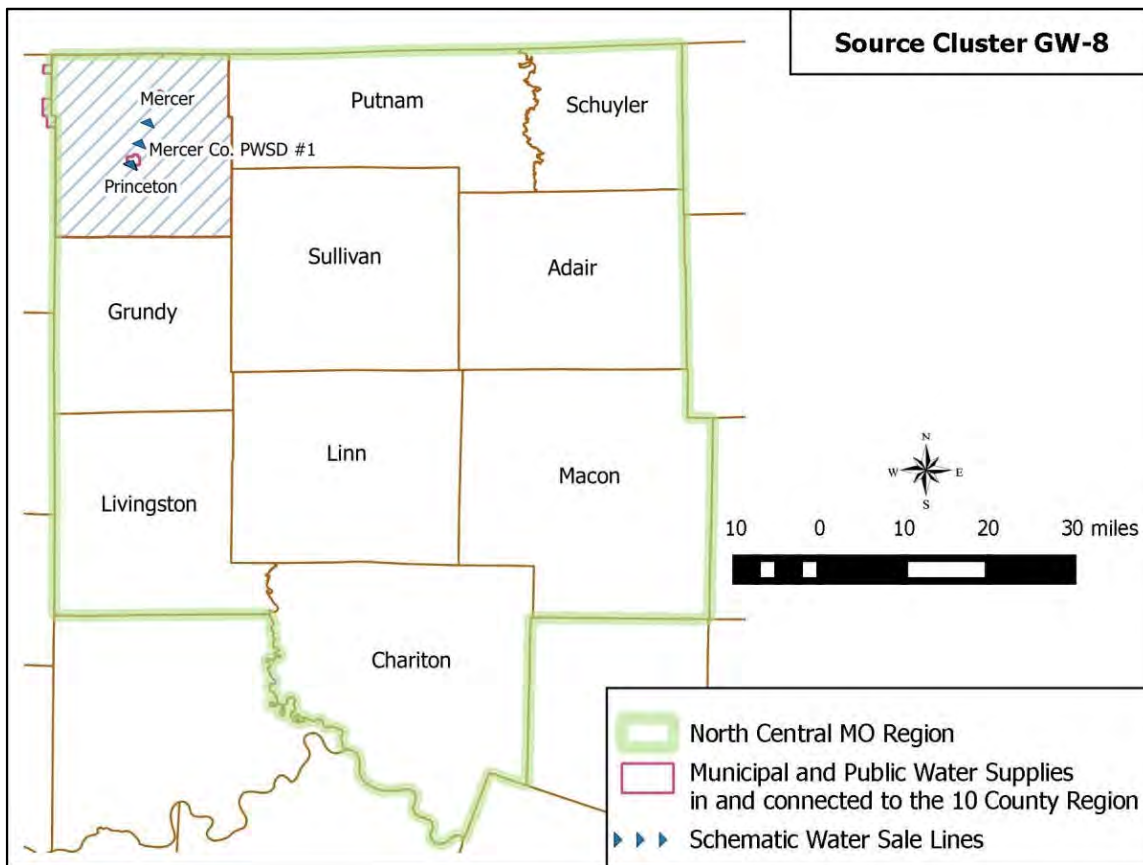 Source Cluster GW-8
Mercer
Putnam
Schuyler
Mercer Co. PWSD #1
Princeton
Sullivan
Adair
Grundy
Linn
Macon
Livingston
N
W E
S
10 0 10 20 30 miles
Chariton
North Central MO Region
Municipal and Public Water Supplies
in and connected to the 10 County Region
Schematic Water Sale Lines